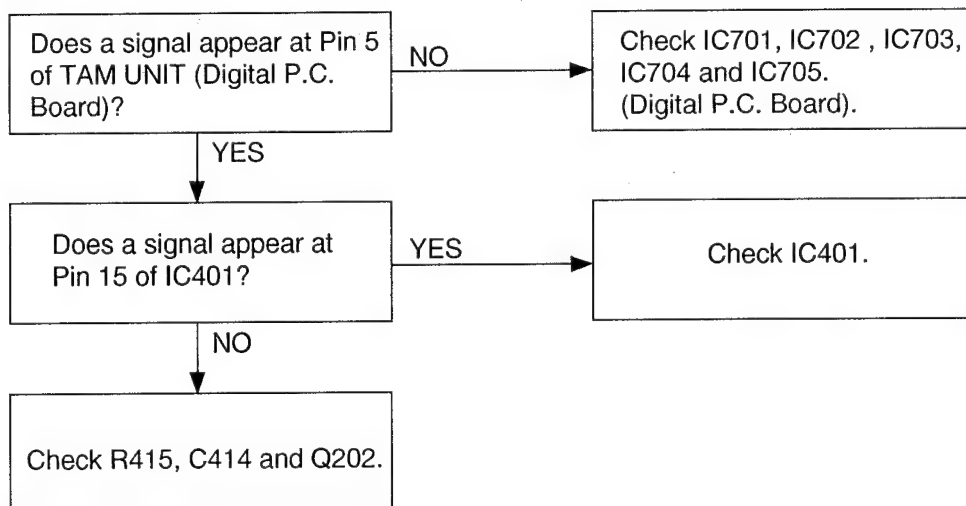 Does a signal appear at Pin 5
of TAM UNIT (Digital P.C.
Board)?
NO
Check IC701, IC702 , IC703,
IC704 and IC705.
(Digital P.C. Board).
YES
Does a signal appear at
Pin 15 of IC401?
YES
Check IC401.
NO
Check R415, C414 and Q202.